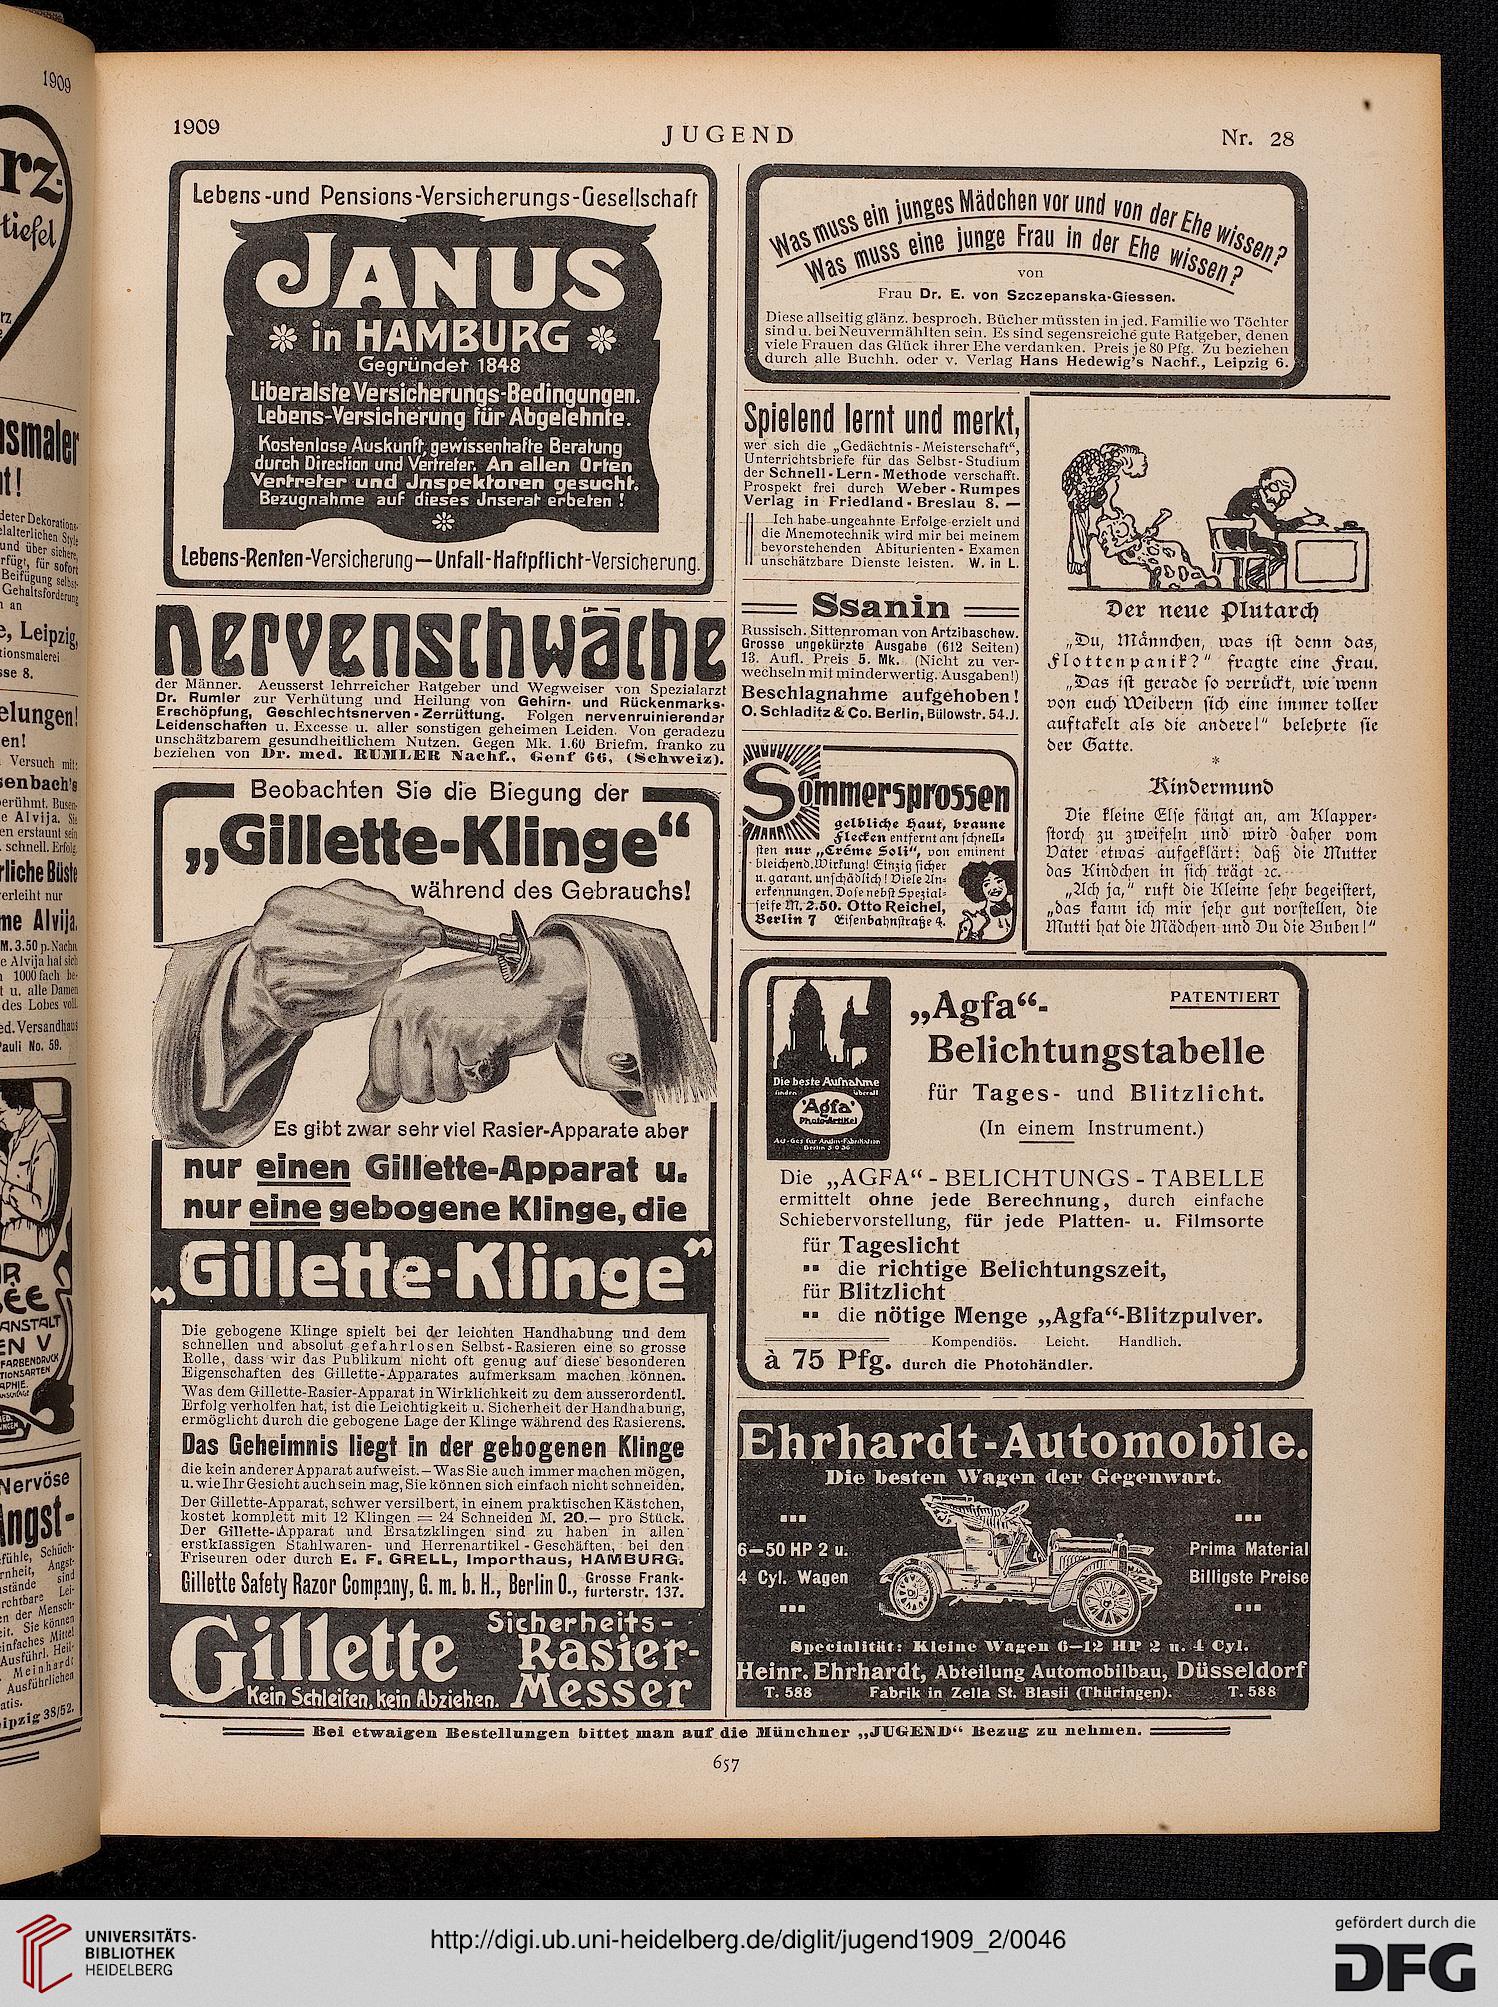 1909
JUGEND
Nr. 28
Lebens-und Pensions-Versicherungs-Gesellschaft
JANUS
in HAMBURG
Gegründet 1848
Liberalste Versicherungs-Bedingungen.
Lebens-Versicherung für Abgelehnte.
Kostenlose Auskunft, gewissenhafte Beratung
durch Direction und Vertreter. An allen Orten
Vertreter und Jnspektoren gesucht.
Bezugnahme auf dieses Jnserat erbeten!
Lebens-Renten-Versicherung—Unfall-Haftpflicht-Versicherung.
Nervenschwäche
der Männer. Aeusserst lehrreicher Ratgeber und Wegweiser von Spezialarzt
Dr. Rumler zur Verhütung und Heilung von Gehirn- und Rückenmarks-
Erschöpfung, Geschlechtsnerven-Zerrüttung. Folgen nervenruinierender
Leidenschaften u. Excesse u. aller sonstigen geheimen Leiden. Von geradezu
unschätzbarem gesundheitlichem Nutzen. Gegen Mk. 1.60 Briefm. franko zu
beziehen von Dr. med. RUMLER Nachf., Genf 66, (Schweiz).
Beobachten Sie die Biegung der
„Gillette-Klinge“
während des Gebrauchs!
Es gibt zwar sehr viel Rasier-Apparate aber
nur einen Gillette-Apparat u.
nur eine gebogene Klinge, die
„Gillette-Klinge”
Die gebogene Klinge spielt bei der leichten Handhabung und dem
schnellen und absolut gefahrlosen Selbst-Rasieren eine so grosse
Rolle, dass wir das Publikum nicht oft genug auf diese besonderen
Eigenschaften des Gillette-Apparates aufmerksam machen können.
Was dem Gillette-Rasier-Apparat in Wirklichkeit zu dem ausserordentl.
Erfolg verholfen hat, ist die Leichtigkeit u. Sicherheit der Handhabung,
ermöglicht durch die gebogene Lage der Klinge während des Rasierens.
Das Geheimnis liegt in der gebogenen Klinge
die kein anderer Apparat aufweist.—Was Sie auch immer machen mögen,
u. wie Ihr Gesicht auch sein mag, Sie können sich einfach nicht schneiden.
Der Gillette-Apparat, schwer versilbert, in einem praktischen Kästchen,
kostet komplett mit 12 Klingen = 24 Schneiden M. 20.— pro Stück.
Der Gillette-Apparat und Ersatzklingen sind zu haben in allen
erstklassigen Stahlwaren- und Herrenartikel-Geschäften, bei den
Friseuren oder durch E. F. GRELL, Importhaus, HAMBURG.
Gillette Safety Razor Company, G. m. b. H., Berlin O., Grosse Frank-
furterstr. 137.
Gillette Sicherheits-
Rasier-
Messer
Kein Schleifen, kein Abziehen.
Was muss ein junges Mädchen vor und von der Ehe wissen?
Was muss eine junge Frau in der Ehe wissen?
von
Frau Dr. E. von Szczepanska-Giessen.
Diese allseitig glänz. besproch. Bücher müssten in jed. Familie wo Töchter
sind u. bei Neuvermählten sein. Es sind segensreiche gute Ratgeber, denen
viele Frauen das Glück ihrer Ehe verdanken. Preis je 80 Pfg. Zu beziehen
durch alle Buchh. oder v. Verlag Hans Hedewig's Nachf., Leipzig 6.
Spielend lernt und merkt,
wer sich die „Gedächtnis-Meisterschaft“,
Unterrichtsbriefe für das Selbst-Studium
der Schnell-Lern-Methode verschafft.
Prospekt frei durch Weber-Rumpes
Verlag in Friedland-Breslau 8. —
Ich habe ungeahnte Erfolge erzielt und
die Mnemotechnik wird mir bei meinem
bevorstehenden Abiturienten-Examen
unschätzbare Dienste leisten. W. in L.
Ssanin
Russisch. Sittenroman von Artzibaschew.
Grosse ungekürzte Ausgabe (612 Seiten)
13. Aufl. Preis 5. Mk. (Nicht zu ver-
wechseln mit minderwertig. Ausgaben!)
Beschlagnahme aufgehoben!
O. Schladitz & Co. Berlin, Bülowstr. 54.J.
Sommersprossen
gelbliche Haut, braune
Flecken entfernt am schnell-
sten nur „Crême Soli“, von eminent
bleichend. Wirkung! Einzig sicher
u. garant. unschädlich! Viele An-
erkennungen. Dose nebst Spezial-
seife M. 2.50. Otto Reichel,
Berlin 7 Eisenbahnstraße 4.
Der neue Plutarch
„Du, Männchen, was ist denn das,
Flottenpanik?“ fragte eine Frau.
„Das ist gerade so verrückt, wie wenn
von euch Weibern sich eine immer toller
auftakelt als die andere!“ belehrte sie
der Gatte.
*
Kindermund
Die kleine Else fängt an, am Klapper-
storch zu zweifeln und wird daher vom
Vater etwas aufgeklärt: daß die Mutter
das Kindchen in sich trägt ec.
„Ach ja,“ ruft die Kleine sehr begeistert,
„das kann ich mir sehr gut vorstellen, die
Mutti hat die Mädchen und Du die Buben!“
Die beste Aufnahme
finden überall
'Agfa'
Photo-Artikel
Act.-Ges. für Anilin-Fabrikation
Berlin S.O 36
PATENTIERT
„Agfa“-
Belichtungstabelle
für Tages- und Blitzlicht.
(In einem Instrument.)
Die „AGFA“-BELICHTUNGS-TABELLE
ermittelt ohne jede Berechnung, durch einfache
Schiebervorstellung, für jede Platten- u. Filmsorte
für Tageslicht
die richtige Belichtungszeit,
für Blitzlicht
die nötige Menge „Agfa“-Blitzpulver.
Kompendiös. Leicht. Handlich.
à 75 Pfg. durch die Photohändler.
Ehrhardt-Automobile.
Die besten Wagen der Gegenwart.
6—50 HP 2 u.
4 Cyl. Wagen
Prima Material
Billigste Preise
Specialität: Kleine Wagen 6—12 HP 2 u. 4 Cyl.
Heinr. Ehrhardt, Abteilung Automobilbau, Düsseldorf
T. 588 Fabrik in Zella St. Blasii (Thüringen). T. 588
Bei etwaigen Bestellungen bittet man auf die Münchner „JUGEND“ Bezug zu nehmen.
657
1909
UNIVERSITÄTS-
BIBLIOTHEK
HEIDELBERG
http://digi.ub.uni-heidelberg.de/diglit/jugend1909_2/0046
gefördert durch die
DFG